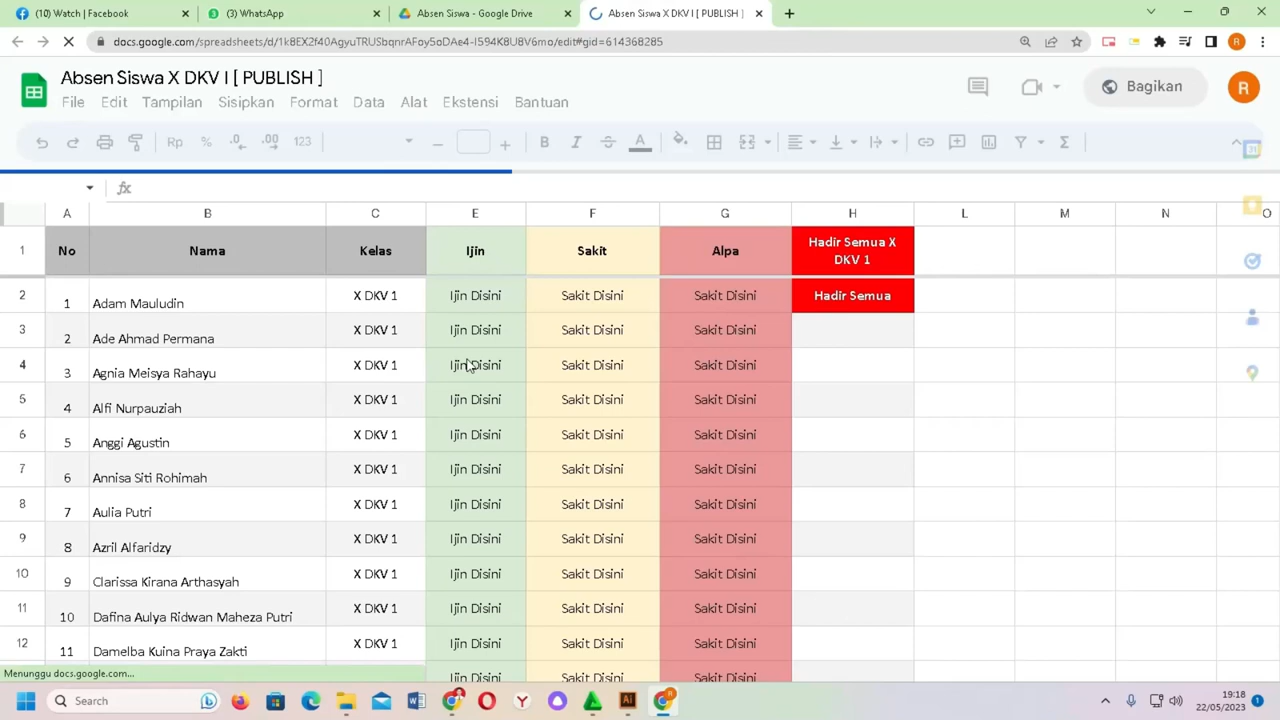 (10) Watch | Facebook
(3) WhatsApp
Absen Siswa - Google Drive
Absen Siswa X DKV I [ PUBLISH ]
docs.google.com/spreadsheets/d/1k8EX2f40AgyuTRUSbqnrAFoy5oDAe4-I594K8U8V6mo/edit#gid=614368285
Absen Siswa X DKV I [ PUBLISH ]
File Edit Tampilan Sisipkan Format Data Alat Ekstensi Bantuan
Bagikan
R
Rp % .0 .00 123
fx
A B C E F G H L M N O
1 No Nama Kelas Ijin Sakit Alpa Hadir Semua X
DKV 1
2 1 Adam Mauludin X DKV 1 Ijin Disini Sakit Disini Sakit Disini Hadir Semua
3 2 Ade Ahmad Permana X DKV 1 Ijin Disini Sakit Disini Sakit Disini
4 3 Agnia Meisya Rahayu X DKV 1 Ijin Disini Sakit Disini Sakit Disini
5 4 Alfi Nurpauziah X DKV 1 Ijin Disini Sakit Disini Sakit Disini
6 5 Anggi Agustin X DKV 1 Ijin Disini Sakit Disini Sakit Disini
7 6 Annisa Siti Rohimah X DKV 1 Ijin Disini Sakit Disini Sakit Disini
8 7 Aulia Putri X DKV 1 Ijin Disini Sakit Disini Sakit Disini
9 8 Azril Alfaridzy X DKV 1 Ijin Disini Sakit Disini Sakit Disini
10 9 Clarissa Kirana Arthasyah X DKV 1 Ijin Disini Sakit Disini Sakit Disini
11 10 Dafina Aulya Ridwan Maheza Putri X DKV 1 Ijin Disini Sakit Disini Sakit Disini
12 11 Damelba Kuina Praya Zakti X DKV 1 Ijin Disini Sakit Disini Sakit Disini
Ijin Disini Sakit Disini Sakit Disini
Menunggu docs.google.com...
Search
19:18
22/05/2023